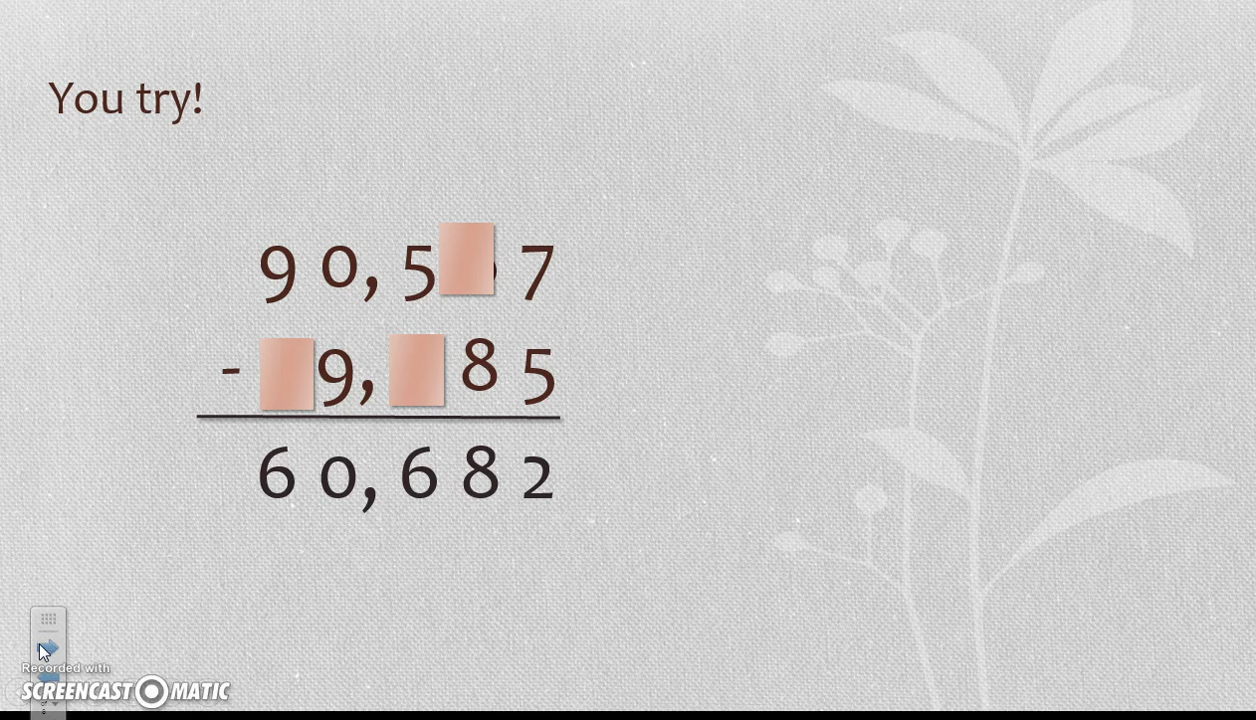 You try!
9 0, 5 7
- 9, 8 5
6 0, 6 8 2
Recorded with
SCREENCAST MATIC